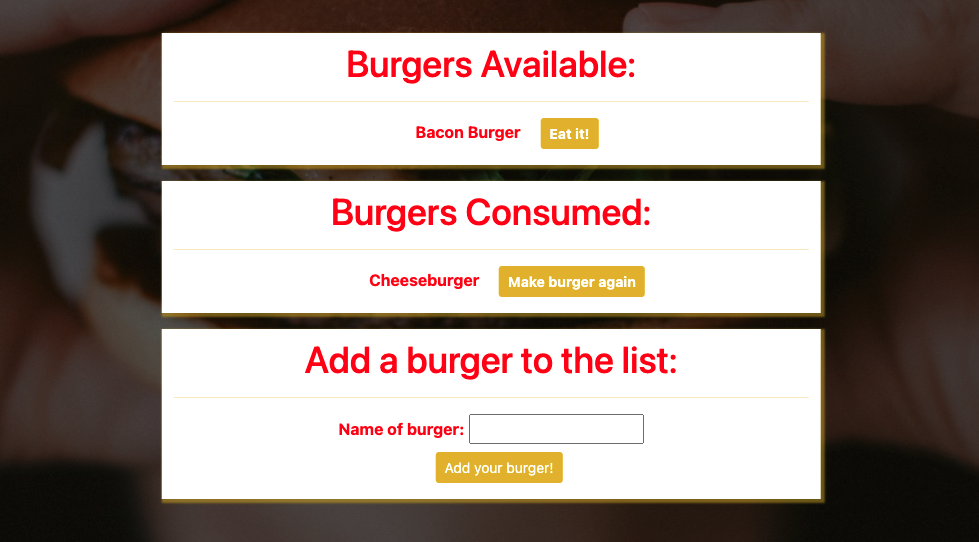 Burgers Available:
Bacon Burger Eat it!
Burgers Consumed:
Cheeseburger Make burger again
Add a burger to the list:
Name of burger:
Add your burger!